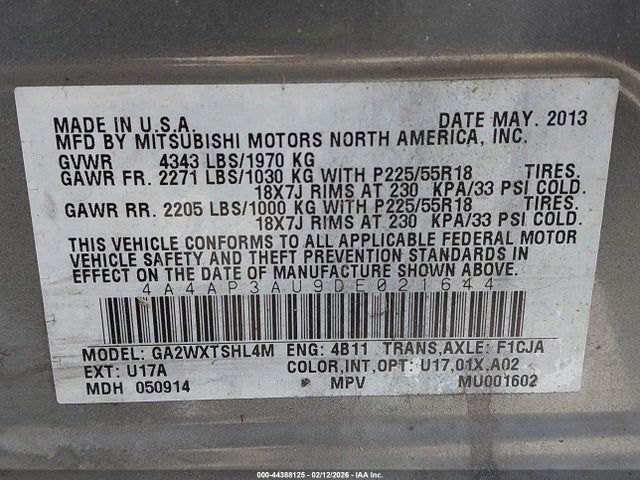 MADE IN U.S.A. DATE MAY. 2013
MFD BY MITSUBISHI MOTORS NORTH AMERICA, INC.
GVWR 4343 LBS/1970 KG
GAWR FR. 2271 LBS/1030 KG WITH P225/55R18 TIRES.
18X7J RIMS AT 230 KPA/33 PSI COLD.
GAWR RR. 2205 LBS/1000 KG WITH P225/55R18 TIRES.
18X7J RIMS AT 230 KPA/33 PSI COLD.
THIS VEHICLE CONFORMS TO ALL APPLICABLE FEDERAL MOTOR
VEHICLE SAFETY AND THEFT PREVENTION STANDARDS IN
EFFECT ON THE DATE OF MANUFACTURE SHOWN ABOVE.
4A4AP3AU9DE021644
MODEL: GA2WXTSHL4M ENG: 4B11 TRANS,AXLE: F1CJA
EXT: U17A COLOR,INT,OPT: U17,01X,A02
MDH 050914 MPV MU001602
000-44388125 - 02/12/2026 - IAA Inc.